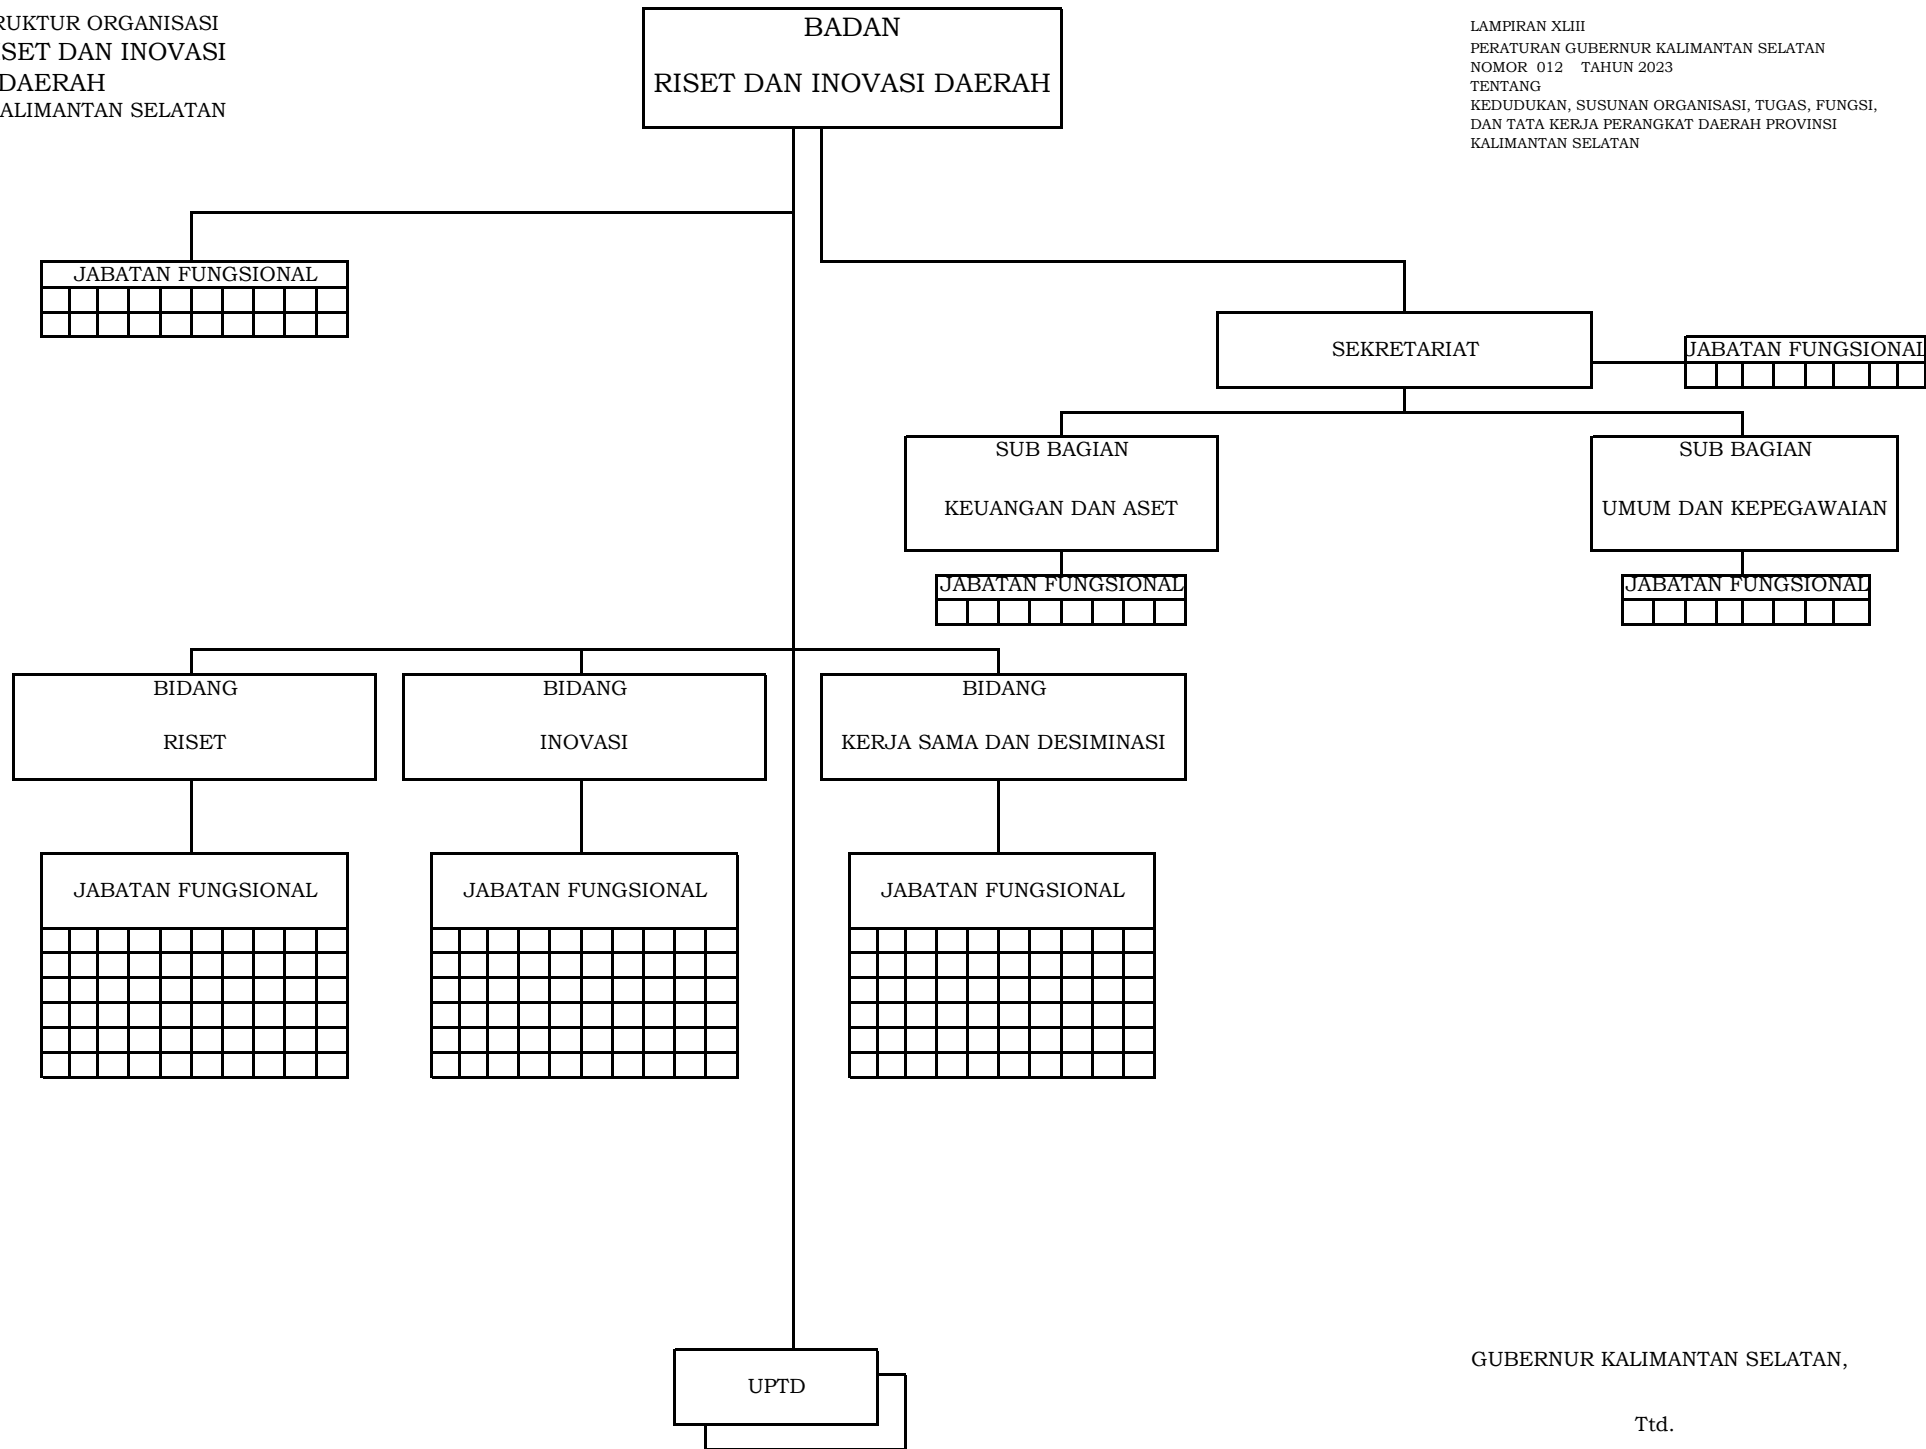 RUKTUR ORGANISASI
SET DAN INOVASI
DAERAH
ALIMANTAN SELATAN
BADAN
RISET DAN INOVASI DAERAH
LAMPIRAN XLIII
PERATURAN GUBERNUR KALIMANTAN SELATAN
NOMOR 012 TAHUN 2023
TENTANG
KEDUDUKAN, SUSUNAN ORGANISASI, TUGAS, FUNGSI,
DAN TATA KERJA PERANGKAT DAERAH PROVINSI
KALIMANTAN SELATAN
JABATAN FUNGSIONAL
SEKRETARIAT
JABATAN FUNGSIONAL
SUB BAGIAN
KEUANGAN DAN ASET
SUB BAGIAN
UMUM DAN KEPEGAWAIAN
JABATAN FUNGSIONAL
JABATAN FUNGSIONAL
BIDANG
RISET
BIDANG
INOVASI
BIDANG
KERJA SAMA DAN DESIMINASI
JABATAN FUNGSIONAL
JABATAN FUNGSIONAL
JABATAN FUNGSIONAL
UPTD
GUBERNUR KALIMANTAN SELATAN,
Ttd.